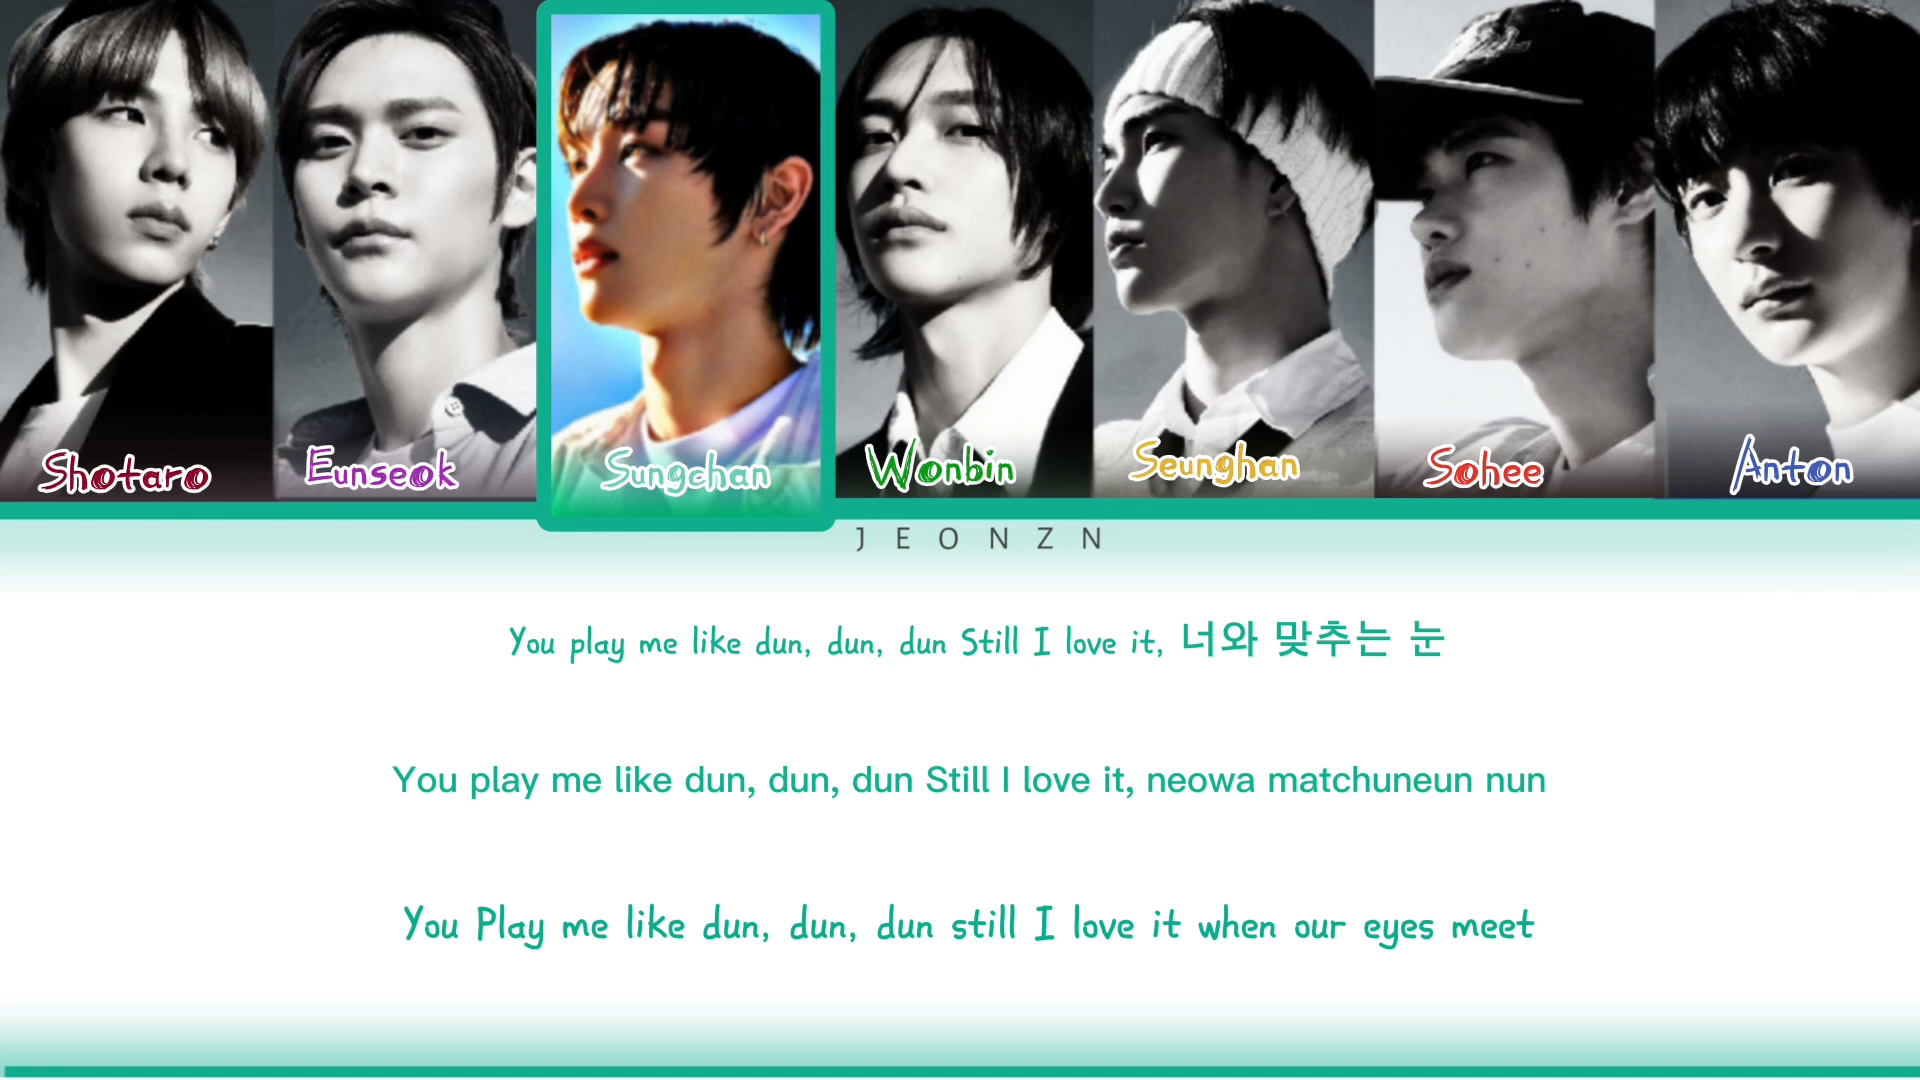 Shotaro Eunseok Sungchan Wonbin Seunghan Sohee Anton
JEONZN
You play me like dun, dun, dun Still I love it, 너와 맞추는 눈
You play me like dun, dun, dun Still I love it, neowa matchuneun nun
You Play me like dun, dun, dun still I love it when our eyes meet